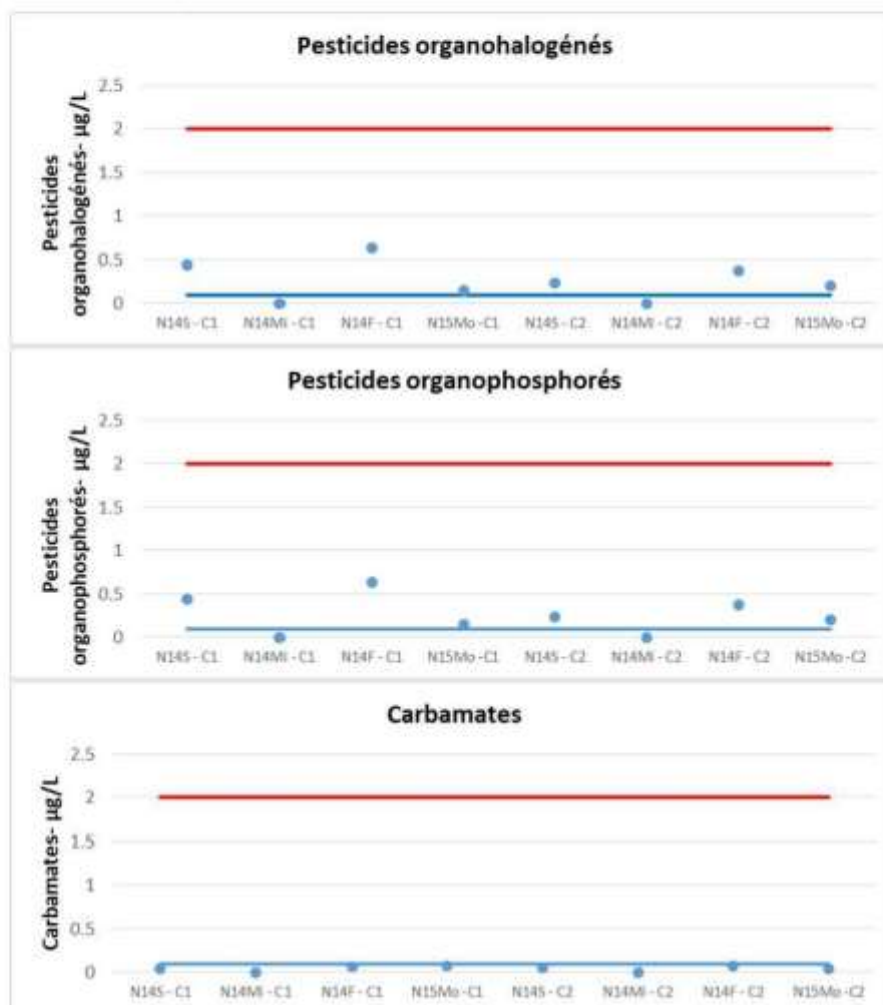 Pesticides organohalogénés
Pesticides
organohalogénés- µg/L
2.5
2
1.5
1
0.5
0
N14S - C1 N14MI - C1 N14F - C1 N15Mo -C1 N14S - C2 N14MI - C2 N14F - C2 N15Mo -C2
Pesticides organophosphorés
Pesticides
organophosphorés- µg/L
2.5
2
1.5
1
0.5
0
N14S - C1 N14MI - C1 N14F - C1 N15Mo -C1 N14S - C2 N14MI - C2 N14F - C2 N15Mo -C2
Carbamates
Carbamates- µg/L
2.5
2
1.5
1
0.5
0
N14S - C1 N14MI - C1 N14F - C1 N15Mo -C1 N14S - C2 N14MI - C2 N14F - C2 N15Mo -C2